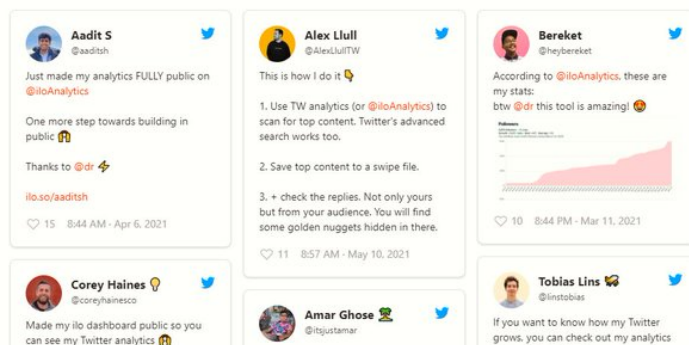 Aadit S
@aaditsh
Just made my analytics FULLY public on
@iloAnalytics
One more step towards building in
public
Thanks to @dr ⚡
ilo.so/aaditsh
15 8:44 AM · Apr 6, 2021
Alex Llull
@AlexLlullTW
This is how I do it 👇
1. Use TW analytics (or @iloAnalytics) to
scan for top content. Twitter's advanced
search works too.
2. Save top content to a swipe file.
3. + check the replies. Not only yours
but from your audience. You will find
some golden nuggets hidden in there.
11 8:57 AM · May 10, 2021
Bereket
@heybereket
According to @iloAnalytics, these are
my stats:
btw @dr this tool is amazing! 😍
Followers
10 8:44 PM · Mar 11, 2021
Corey Haines 💡
@coreyhainesco
Made my ilo dashboard public so you
can see my Twitter analytics
Amar Ghose 🏝
@itsjustamar
Tobias Lins
@linstobias
If you want to know how my Twitter
grows, you can check out my analytics